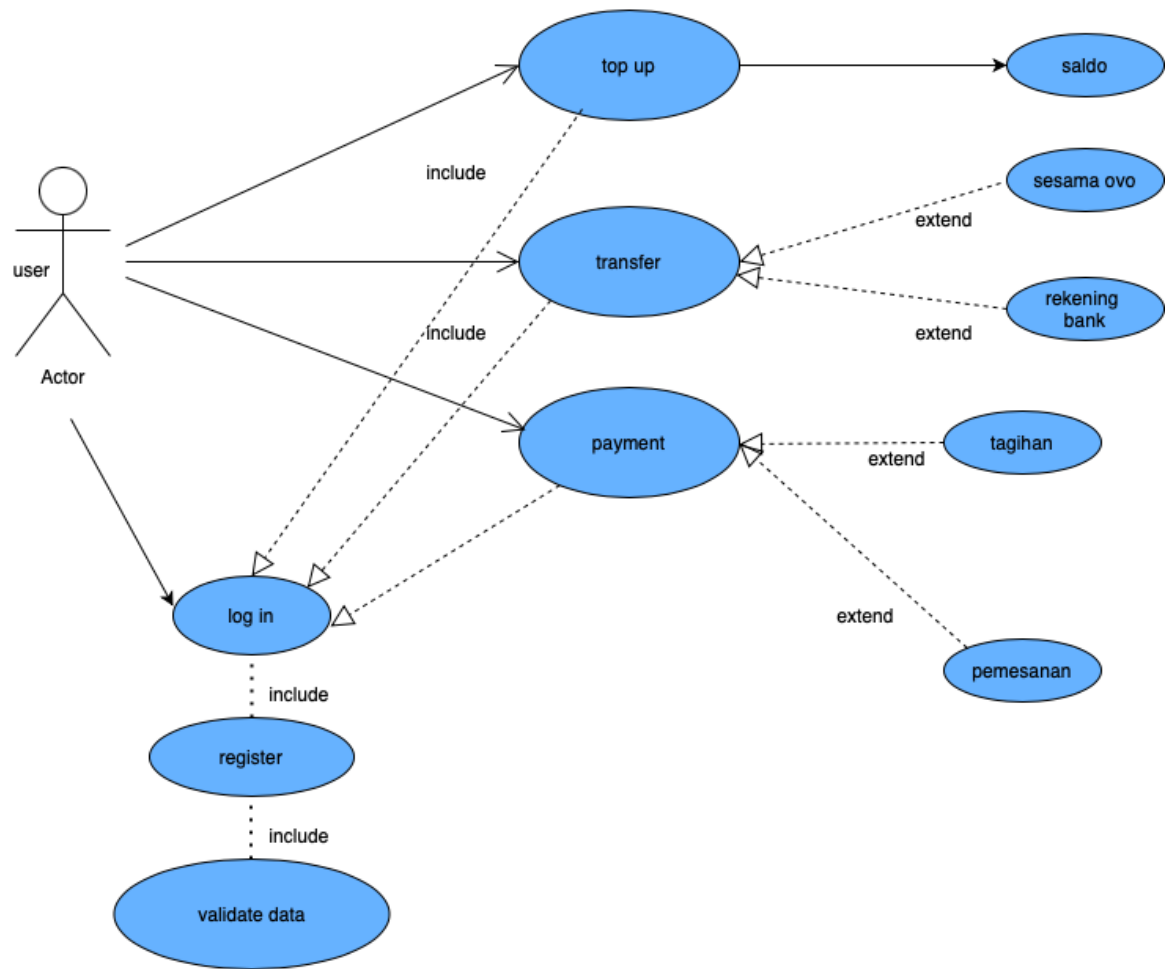 top up
saldo
include
sesama ovo
extend
user
transfer
rekening
bank
include
extend
Actor
payment
tagihan
extend
log in
extend
pemesanan
include
register
include
validate data